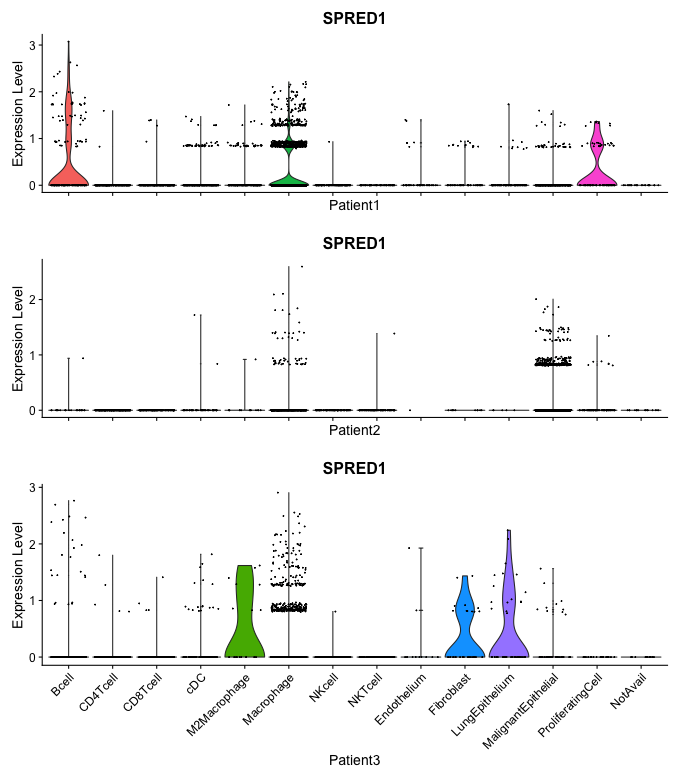 SPRED1
Expression Level
3
2
1
0
Patient1
SPRED1
Expression Level
2
1
0
Patient2
SPRED1
Expression Level
3
2
1
0
Bcell
CD4Tcell
CD8Tcell
cDC
M2Macrophage
Macrophage
NKcell
NKTcell
Endothelium
Fibroblast
LungEpithelium
MalignantEpithelial
ProliferatingCell
NotAvail
Patient3